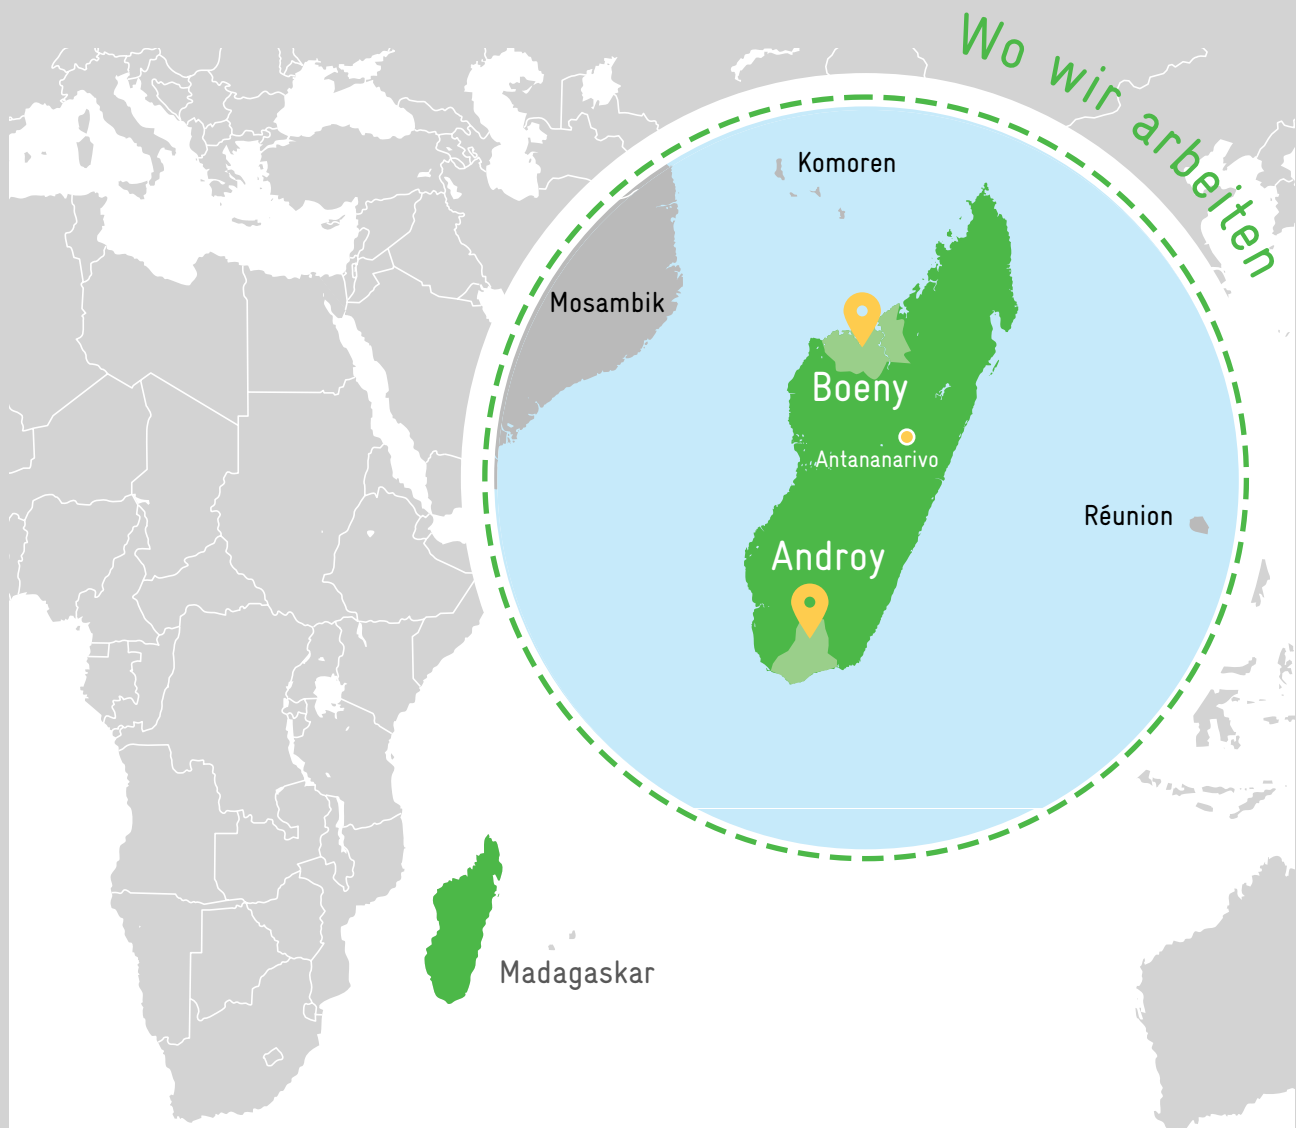 Wo wir arbeiten
Komoren
Mosambik
Boeny
Antananarivo
Réunion
Androy
Madagaskar